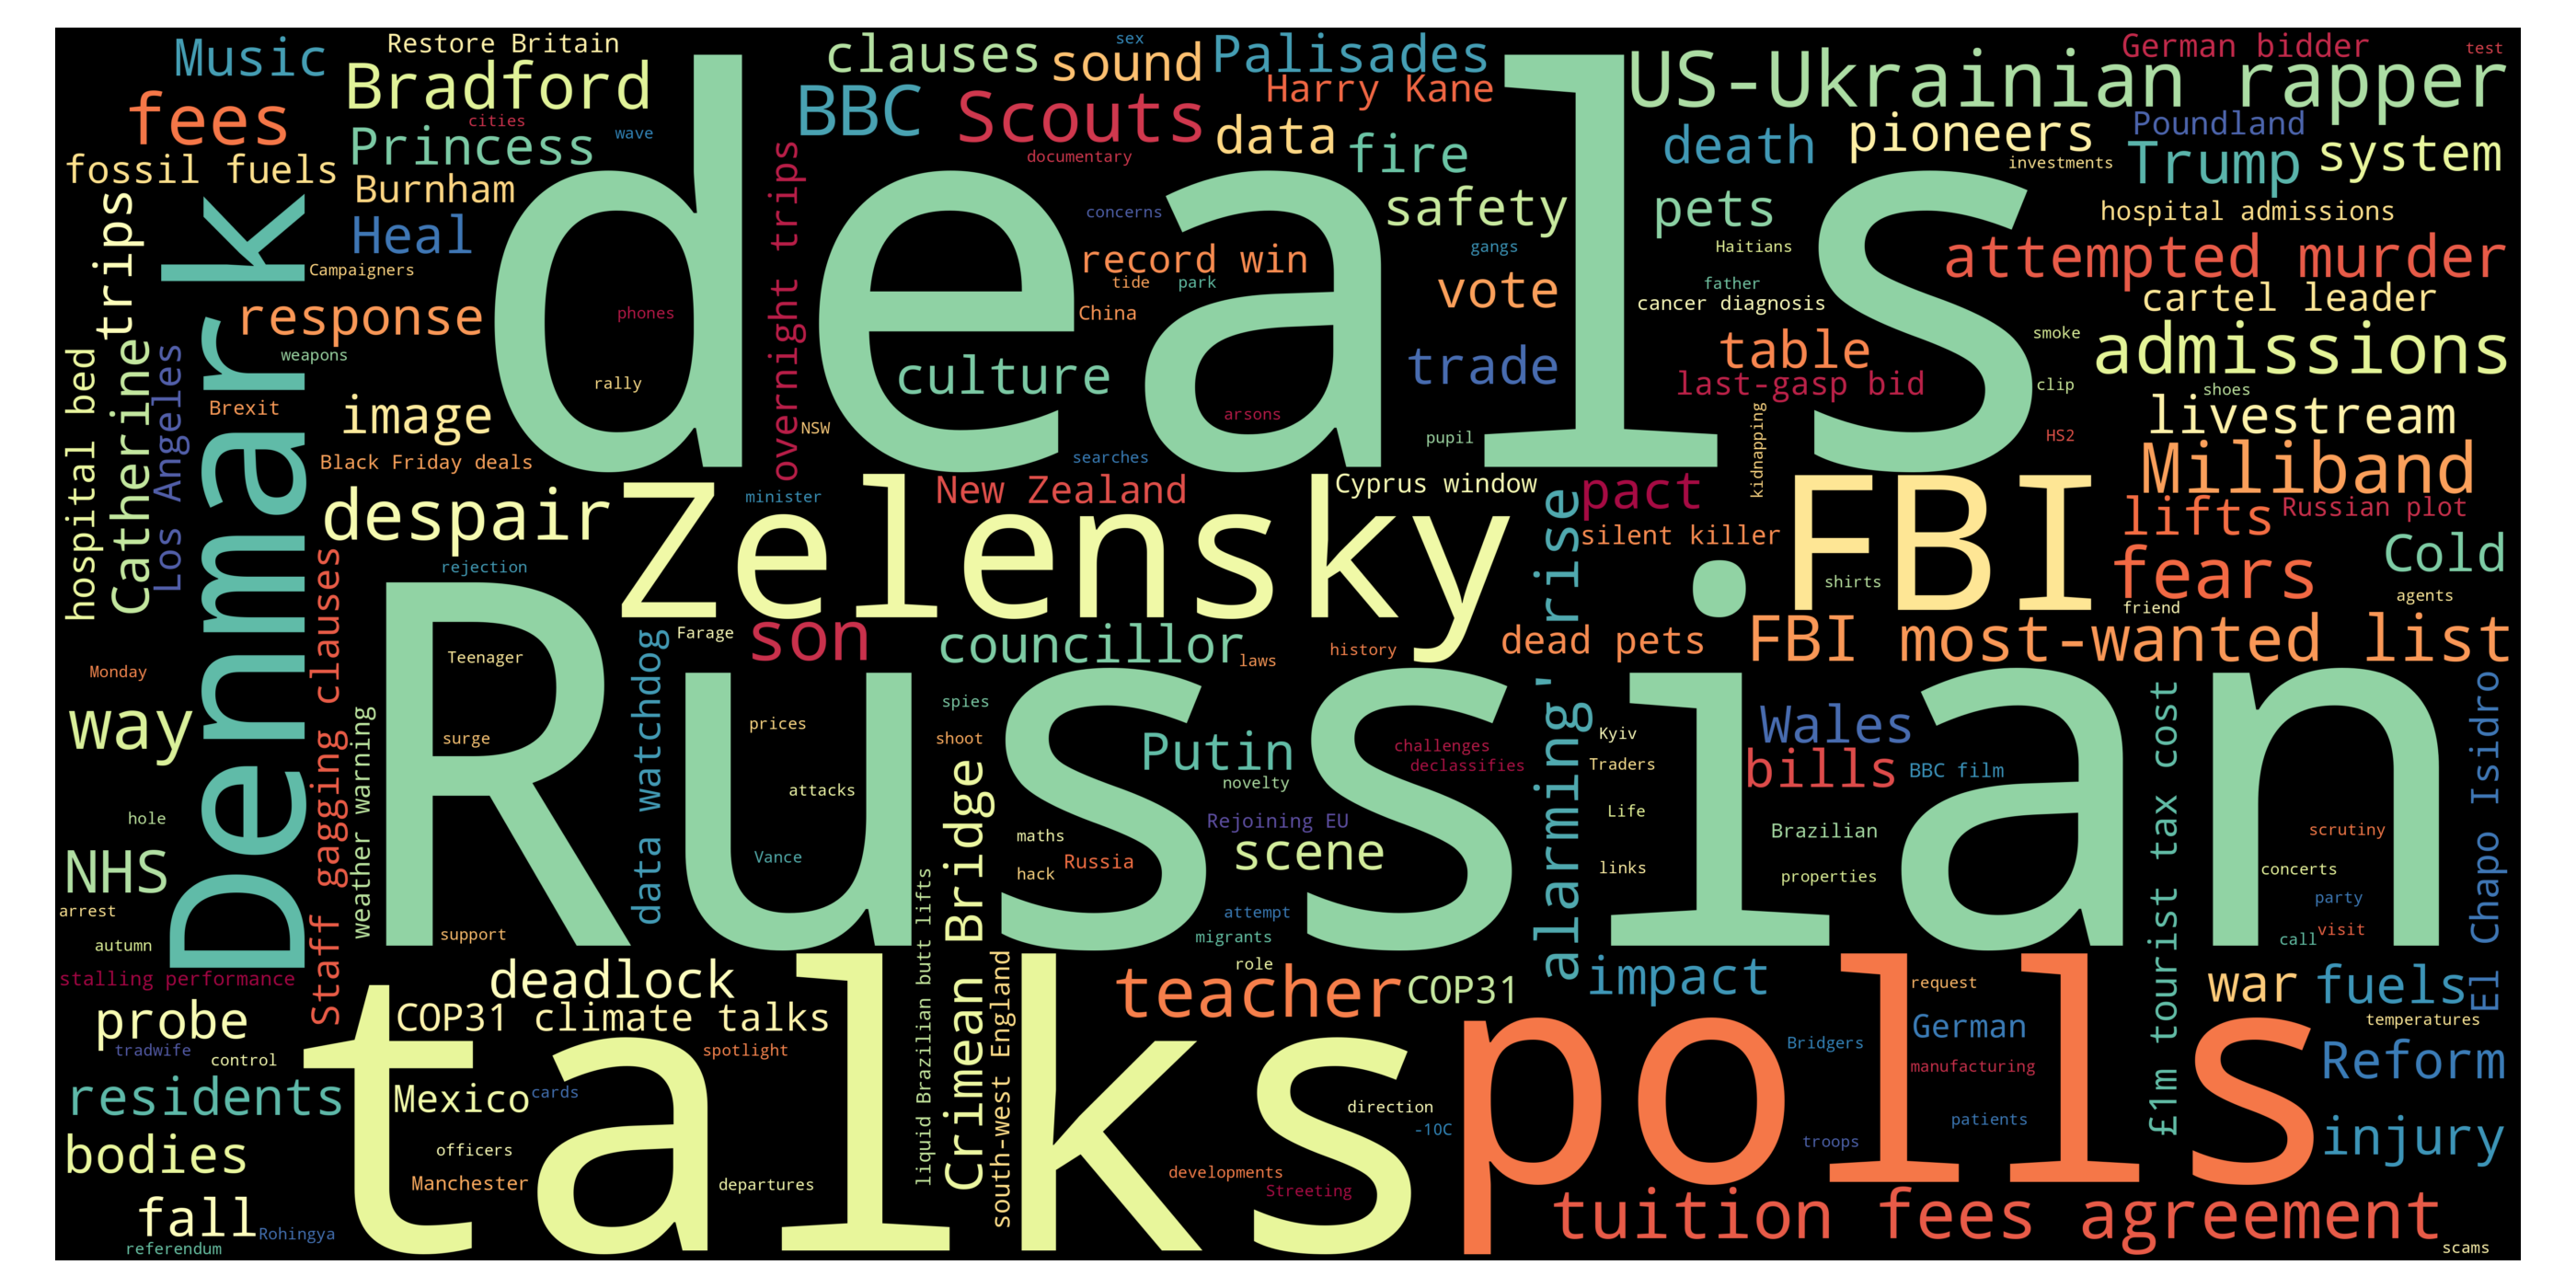 Music
Restore Britain
clauses
sex
sound
Palisades
US-Ukrainian rapper
German bidder
test
fees
Bradford
deals
BBC
Scouts
Harry Kane
data
fire
death
pioneers
Poundland
Trump
system
fossil fuels
Princess
cities
wave
documentary
investments
Burnham
Heal
trips
Denmark
overnight trips
concerns
safety
pets
hospital admissions
Campaigners
record win
gangs
Haitians
attempted murder
response
phones
tide
park
China
vote
father
cancer diagnosis
cartel leader
weapons
rally
culture
trade
table
smoke
admissions
hospital bed
Catherine
Los Angeles
Brexit
image
NSW
arsons
last-gasp bid
clip
shoes
livestream
Black Friday deals
searches
pupil
kidnapping
HS2
Miliband
despair
minister
Zelensky
New Zealand
Cyprus window
pact
.
FBI
lifts
Russian plot
rejection
silent killer
rise
shirts
fears
Cold
agents
friend
Staff gagging clauses
Russian
data watchdog
Farage
son
councillor
laws
history
dead pets
FBI most-wanted list
Monday
Teenager
spies
alarming'
way
weather warning
surge
prices
shoot
Putin
challenges
declassifies
novelty
Kyiv
Traders
Wales
bills
BBC film
£1m tourist tax cost
El Chapo Isidro
hole
attacks
Crimean Bridge
maths
Rejoining EU
Life
Brazilian
scrutiny
NHS
Vance
hack
Russia
scene
links
properties
concerts
arrest
autumn
support
liquid Brazilian butt lifts
attempt
migrants
party
call
visit
stalling performance
deadlock
south-west England
role
teacher
COP31
impact
request
war
fuels
probe
talks
COP31 climate talks
polls
German
temperatures
tradwife
control
spotlight
Bridgers
manufacturing
Reform
residents
Mexico
cards
direction
-10C
patients
troops
injury
bodies
officers
Manchester
departures
developments
Streeting
fall
Rohingya
referendum
tuition fees agreement
scams